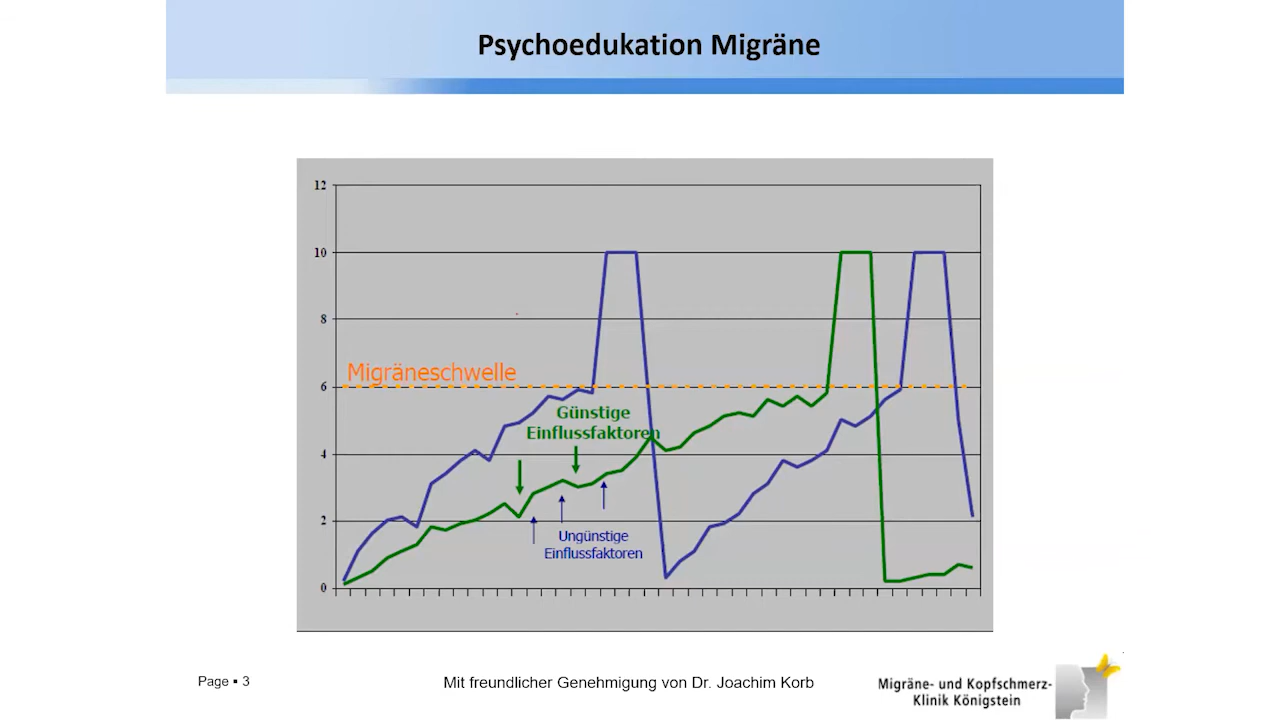 Psychoedukation Migräne
12
10
8
6
4
2
0
Migräneschwelle
Günstige
Einflussfaktoren
Ungünstige
Einflussfaktoren
Page ▪ 3
Mit freundlicher Genehmigung von Dr. Joachim Korb
Migräne- und Kopfschmerz-
Klinik Königstein